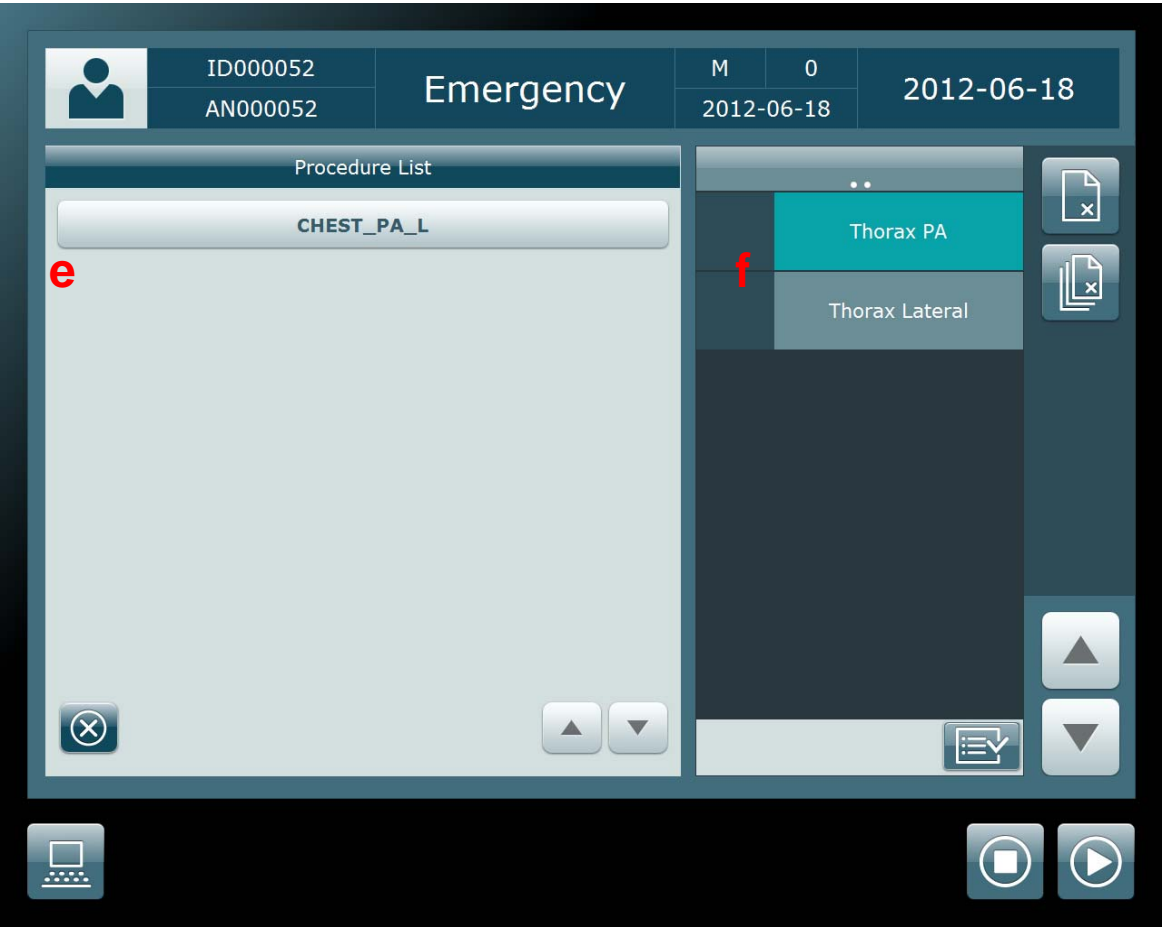 ID000052
AN000052
Emergency
M 0
2012-06-18
2012-06-18
Procedure List
CHEST_PA_L
e
..
Thorax PA
f
Thorax Lateral